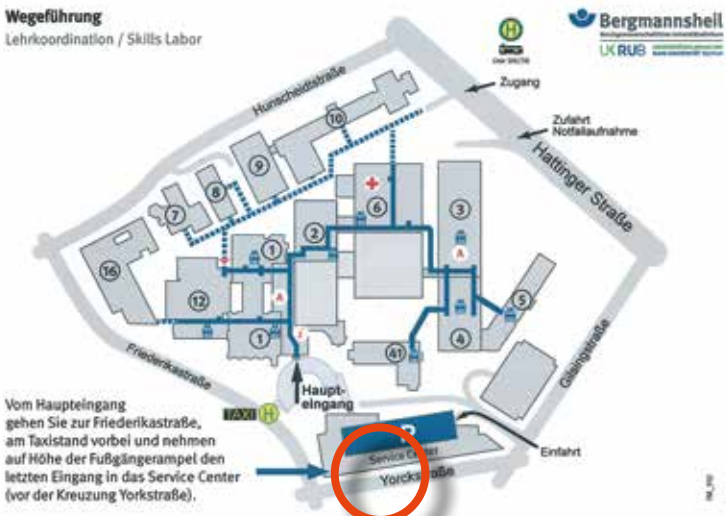 Wegeführung
Lehrkoordination / Skills Labor
H
Bergmannsheil
UK RUB
Hunscheidtstraße
Zugang
Zufahrt
Notfallaufnahme
Hattinger Straße
10
9
8
7
6
3
2
1
16
12
A
A
5
1
i
4
41
Friederikastraße
Glsingstraße
Haupt-
eingang
TAXI H
Vom Haupteingang
gehen Sie zur Friederikastraße,
am Taxistand vorbei und nehmen
auf Höhe der Fußgängerampel den
letzten Eingang in das Service Center
(vor der Kreuzung Yorkstraße).
P
Service Center
Yorckstraße
Einfahrt